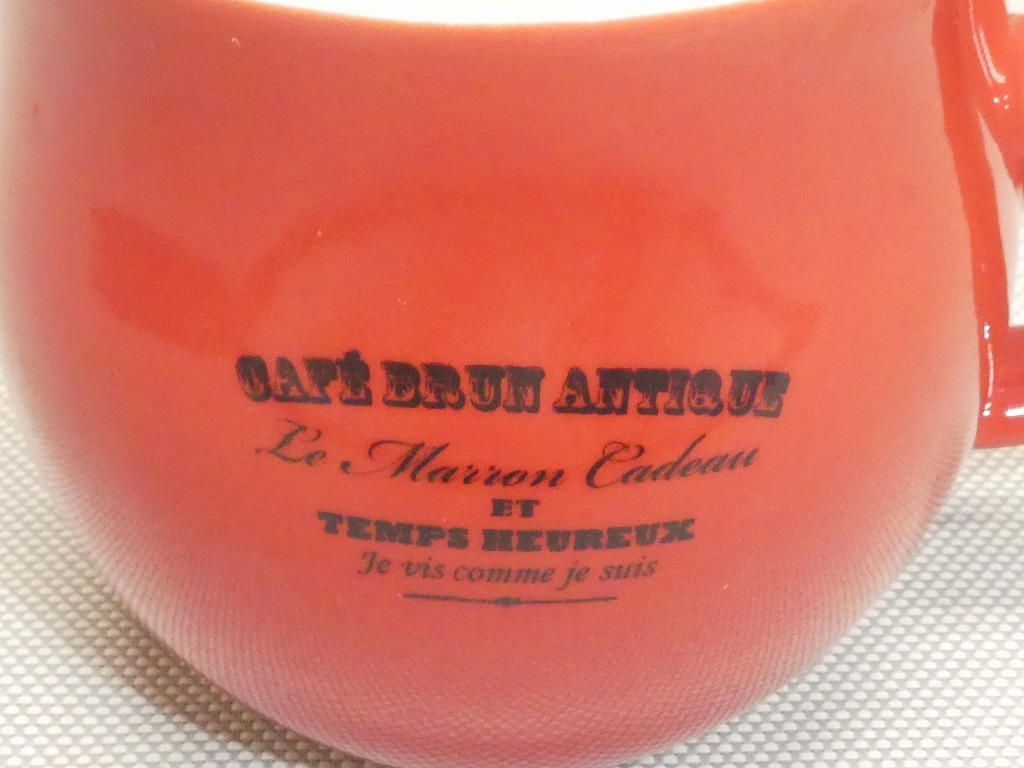 CAFÉ BRUN ANTIQUE
Le Marron Cadeau
ET
TEMPS HEUREUX
Je vis comme je suis